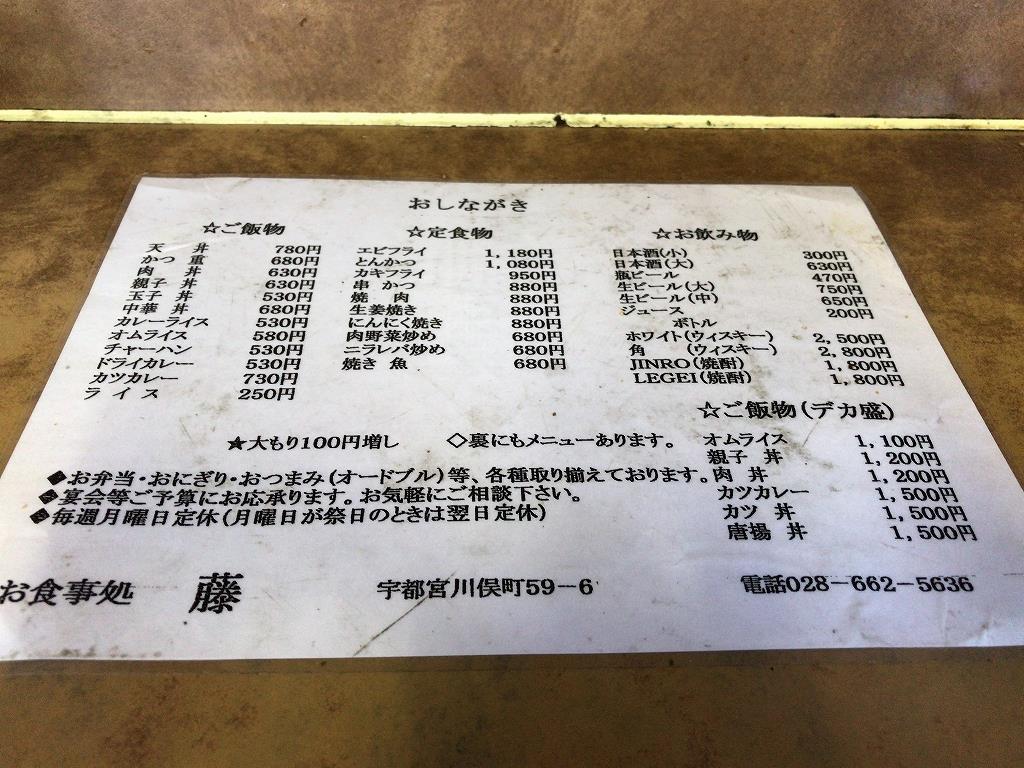 おしながき
☆ご飯物
天 丼 780円
かつ 重 680円
肉 丼 630円
親子 丼 630円
玉子 丼 530円
中華 丼 680円
カレーライス 530円
オムライス 580円
チャーハン 530円
ドライカレー 530円
カツカレー 730円
ライス 250円
☆定食物
エビフライ 1,180円
とんかつ 1,080円
カキフライ 950円
串 かつ 880円
焼 肉 880円
生姜焼き 880円
にんにく焼き 880円
肉野菜炒め 680円
ニラレバ炒め 680円
焼き 魚 680円
☆お飲み物
日本酒(小) 300円
日本酒(大) 630円
瓶ビール 470円
生ビール(大) 750円
生ビール(中) 650円
ジュース 200円
ボトル
ホワイト(ウィスキー) 2,500円
角 (ウィスキー) 2,800円
JINRO(焼酎) 1,800円
LEGEI(焼酎) 1,800円
☆ご飯物(デカ盛)
オムライス 1,100円
親子 丼 1,200円
肉 丼 1,200円
カツカレー 1,500円
カツ 丼 1,500円
唐揚 丼 1,500円
★大もり100円増し ◇裏にもメニューあります。
◆お弁当・おにぎり・おつまみ(オードブル)等、各種取り揃えております。
◆宴会等ご予算にお応承ります。お気軽にご相談下さい。
◆毎週月曜日定休(月曜日が祭日のときは翌日定休)
お食事処 藤 宇都宮川俣町59−6 電話028−662−5636